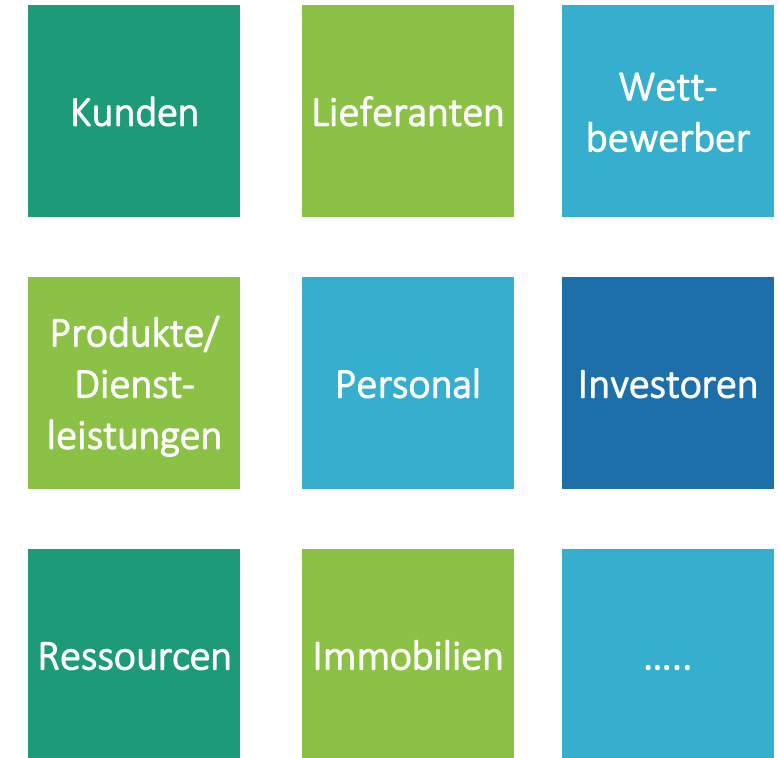 Kunden
Lieferanten
Wett-
bewerber
Produkte/
Dienst-
leistungen
Personal
Investoren
Ressourcen
Immobilien
.....